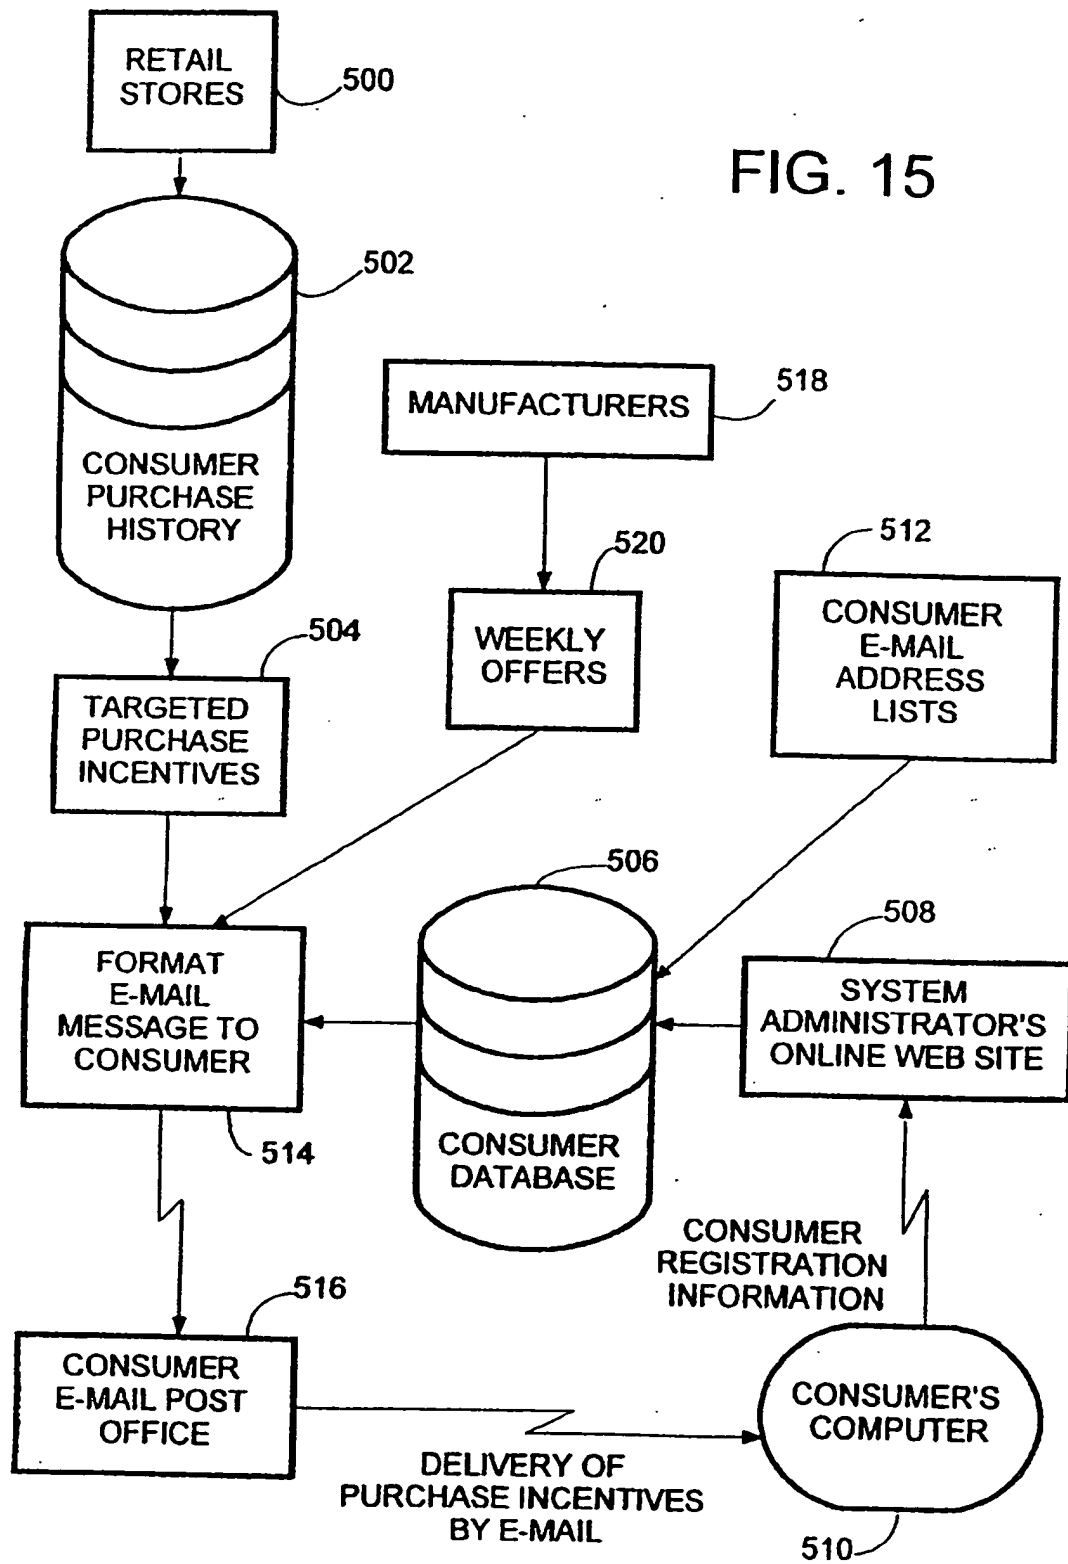 RETAIL
STORES
500
FIG. 15
502
CONSUMER
PURCHASE
HISTORY
MANUFACTURERS
518
504
TARGETED
PURCHASE
INCENTIVES
520
WEEKLY
OFFERS
512
CONSUMER
E-MAIL
ADDRESS
LISTS
506
508
FORMAT
E-MAIL
MESSAGE TO
CONSUMER
514
CONSUMER
DATABASE
SYSTEM
ADMINISTRATOR'S
ONLINE WEB SITE
CONSUMER
REGISTRATION
INFORMATION
516
CONSUMER
E-MAIL POST
OFFICE
DELIVERY OF
PURCHASE INCENTIVES
BY E-MAIL
CONSUMER'S
COMPUTER
510